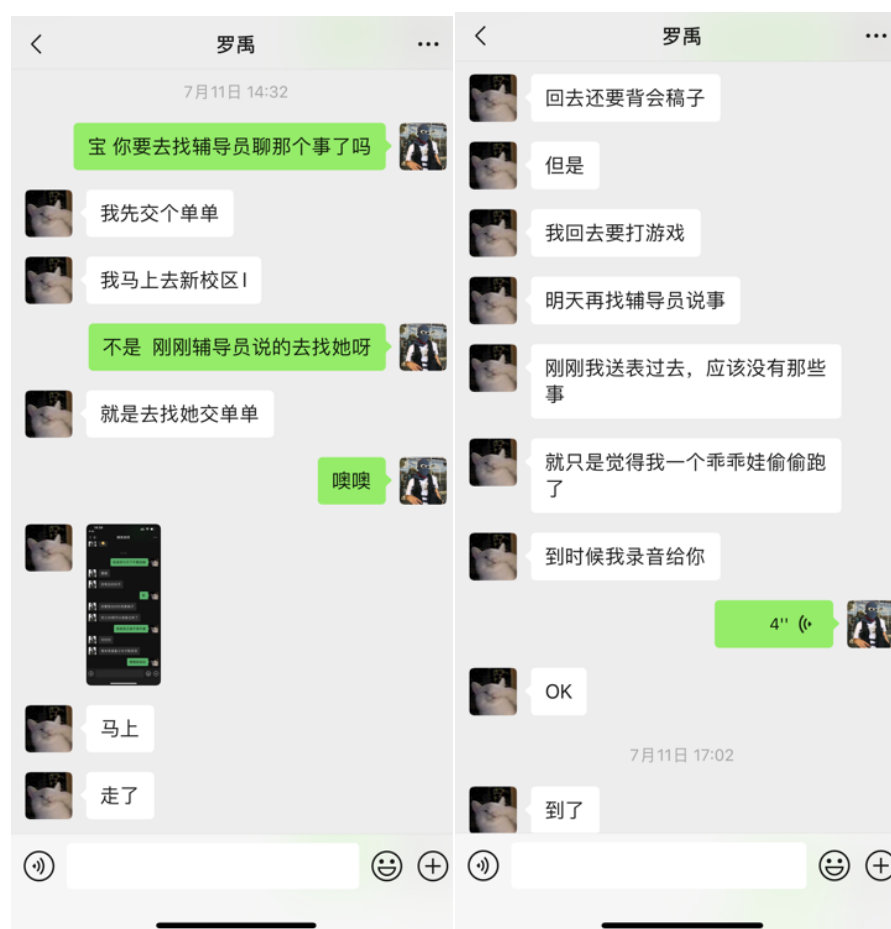 罗禹
7月11日 14:32
宝 你要去找辅导员聊那个事了吗
我先交个单单
我马上去新校区I
不是 刚刚辅导员说的去找她呀
就是去找她交单单
噢噢
马上
走了
罗禹
回去还要背会稿子
但是
我回去要打游戏
明天再找辅导员说事
刚刚我送表过去，应该没有那些
事
就只是觉得我一个乖乖娃偷偷跑
了
到时候我录音给你
4''
OK
7月11日 17:02
到了